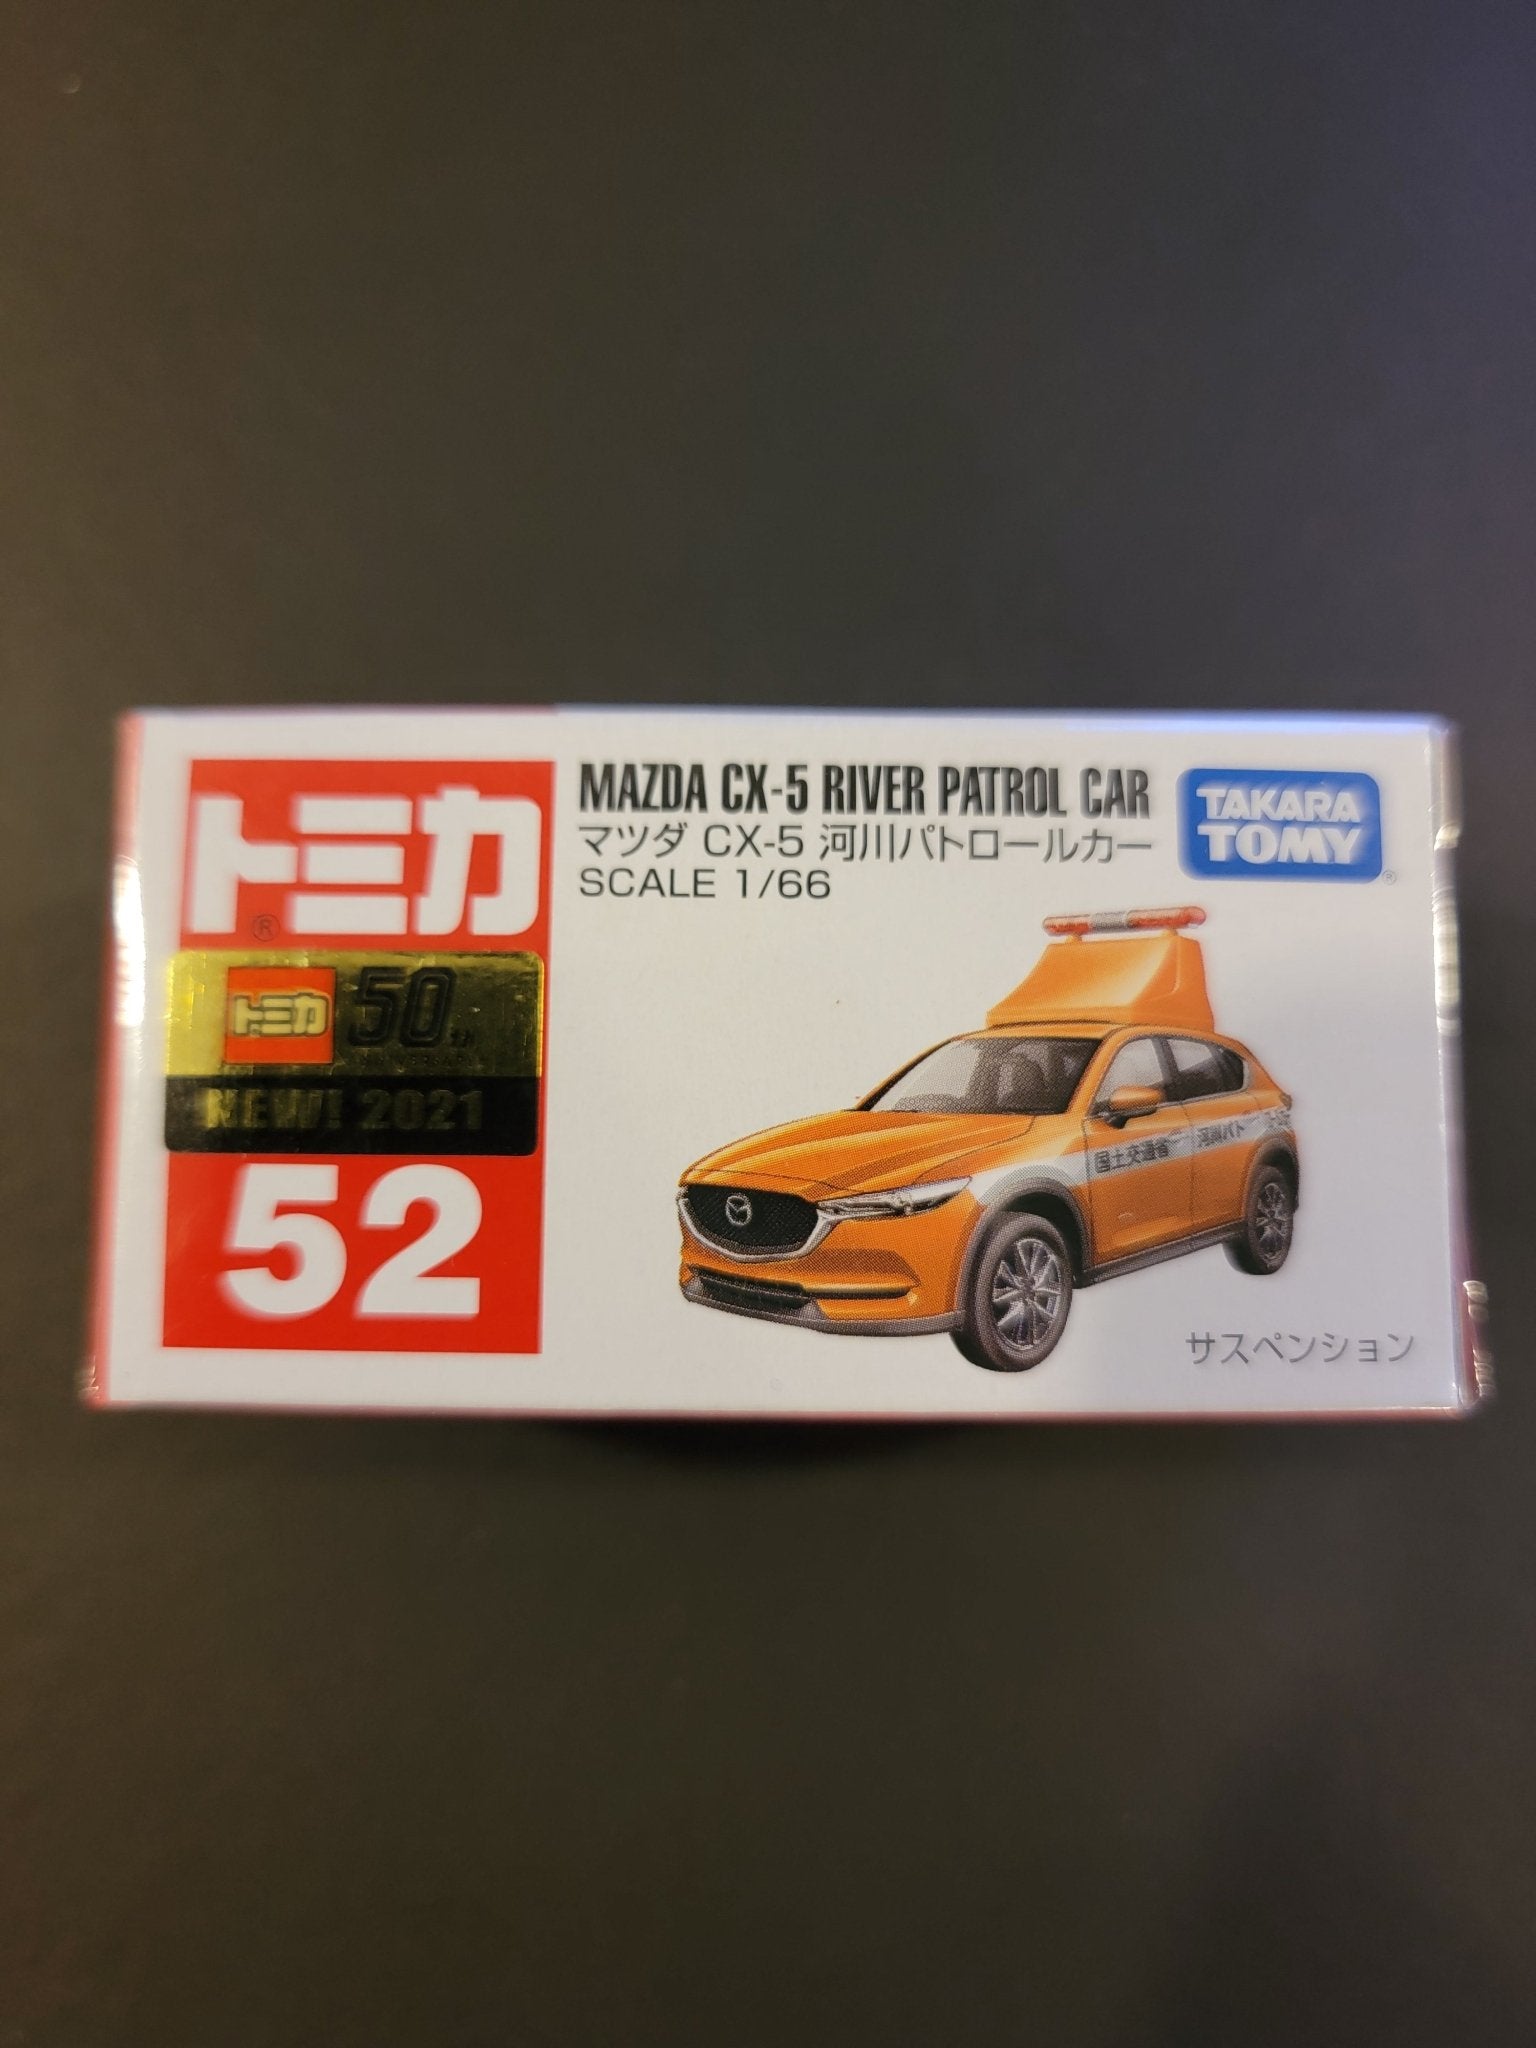 トミカ
®
トミカ 50th
ANNIVERSARY
NEW! 2021
52
MAZDA CX-5 RIVER PATROL CAR
マツダ CX-5 河川パトロールカー
SCALE 1/66
TAKARA
TOMY
®
国土交通省 河川パト
サスペンション